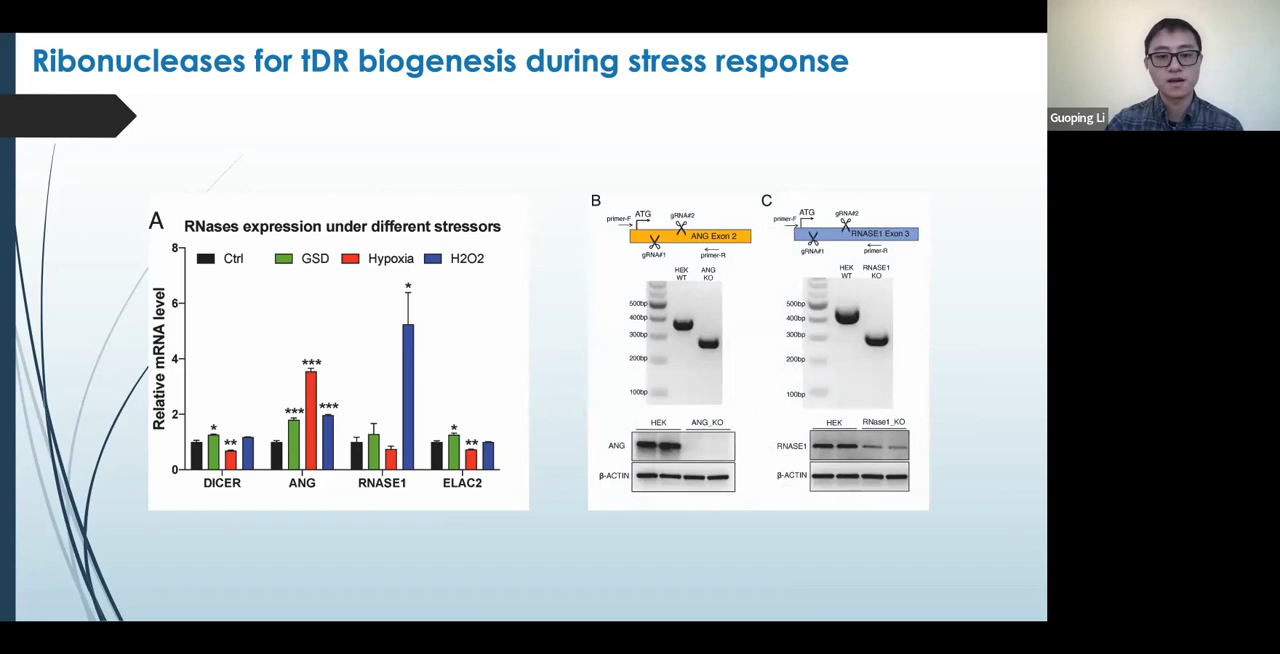 Ribonucleases for tDR biogenesis during stress response
Guoping Li
A
RNases expression under different stressors
Ctrl GSD Hypoxia H2O2
Relative mRNA level
8
6
4
2
0
*
**
***
***
***
*
*
**
DICER ANG RNASE1 ELAC2
B
primer-F
ATG
gRNA#2
ANG Exon 2
gRNA#1
primer-R
HEK WT
ANG KO
500bp
400bp
300bp
200bp
100bp
HEK ANG_KO
ANG
β-ACTIN
C
primer-F
ATG
gRNA#2
RNASE1 Exon 3
gRNA#1
primer-R
HEK WT
RNASE1 KO
500bp
400bp
300bp
200bp
100bp
HEK RNase1_KO
RNASE1
β-ACTIN